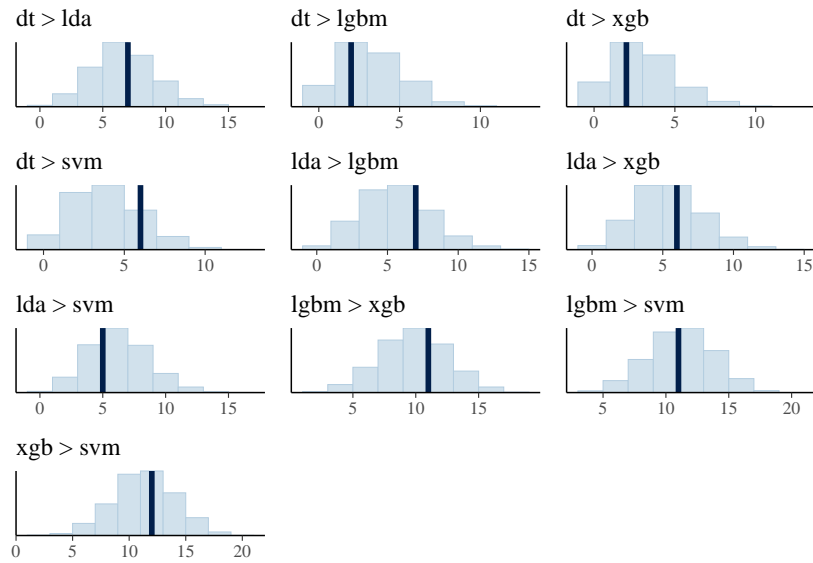 dt > lda dt > lgbm dt > xgb
0 5 10 15 0 5 10 0 5 10
dt > svm lda > lgbm lda > xgb
0 5 10 0 5 10 15 0 5 10 15
lda > svm lgbm > xgb lgbm > svm
0 5 10 15 5 10 15 5 10 15 20
xgb > svm
0 5 10 15 20